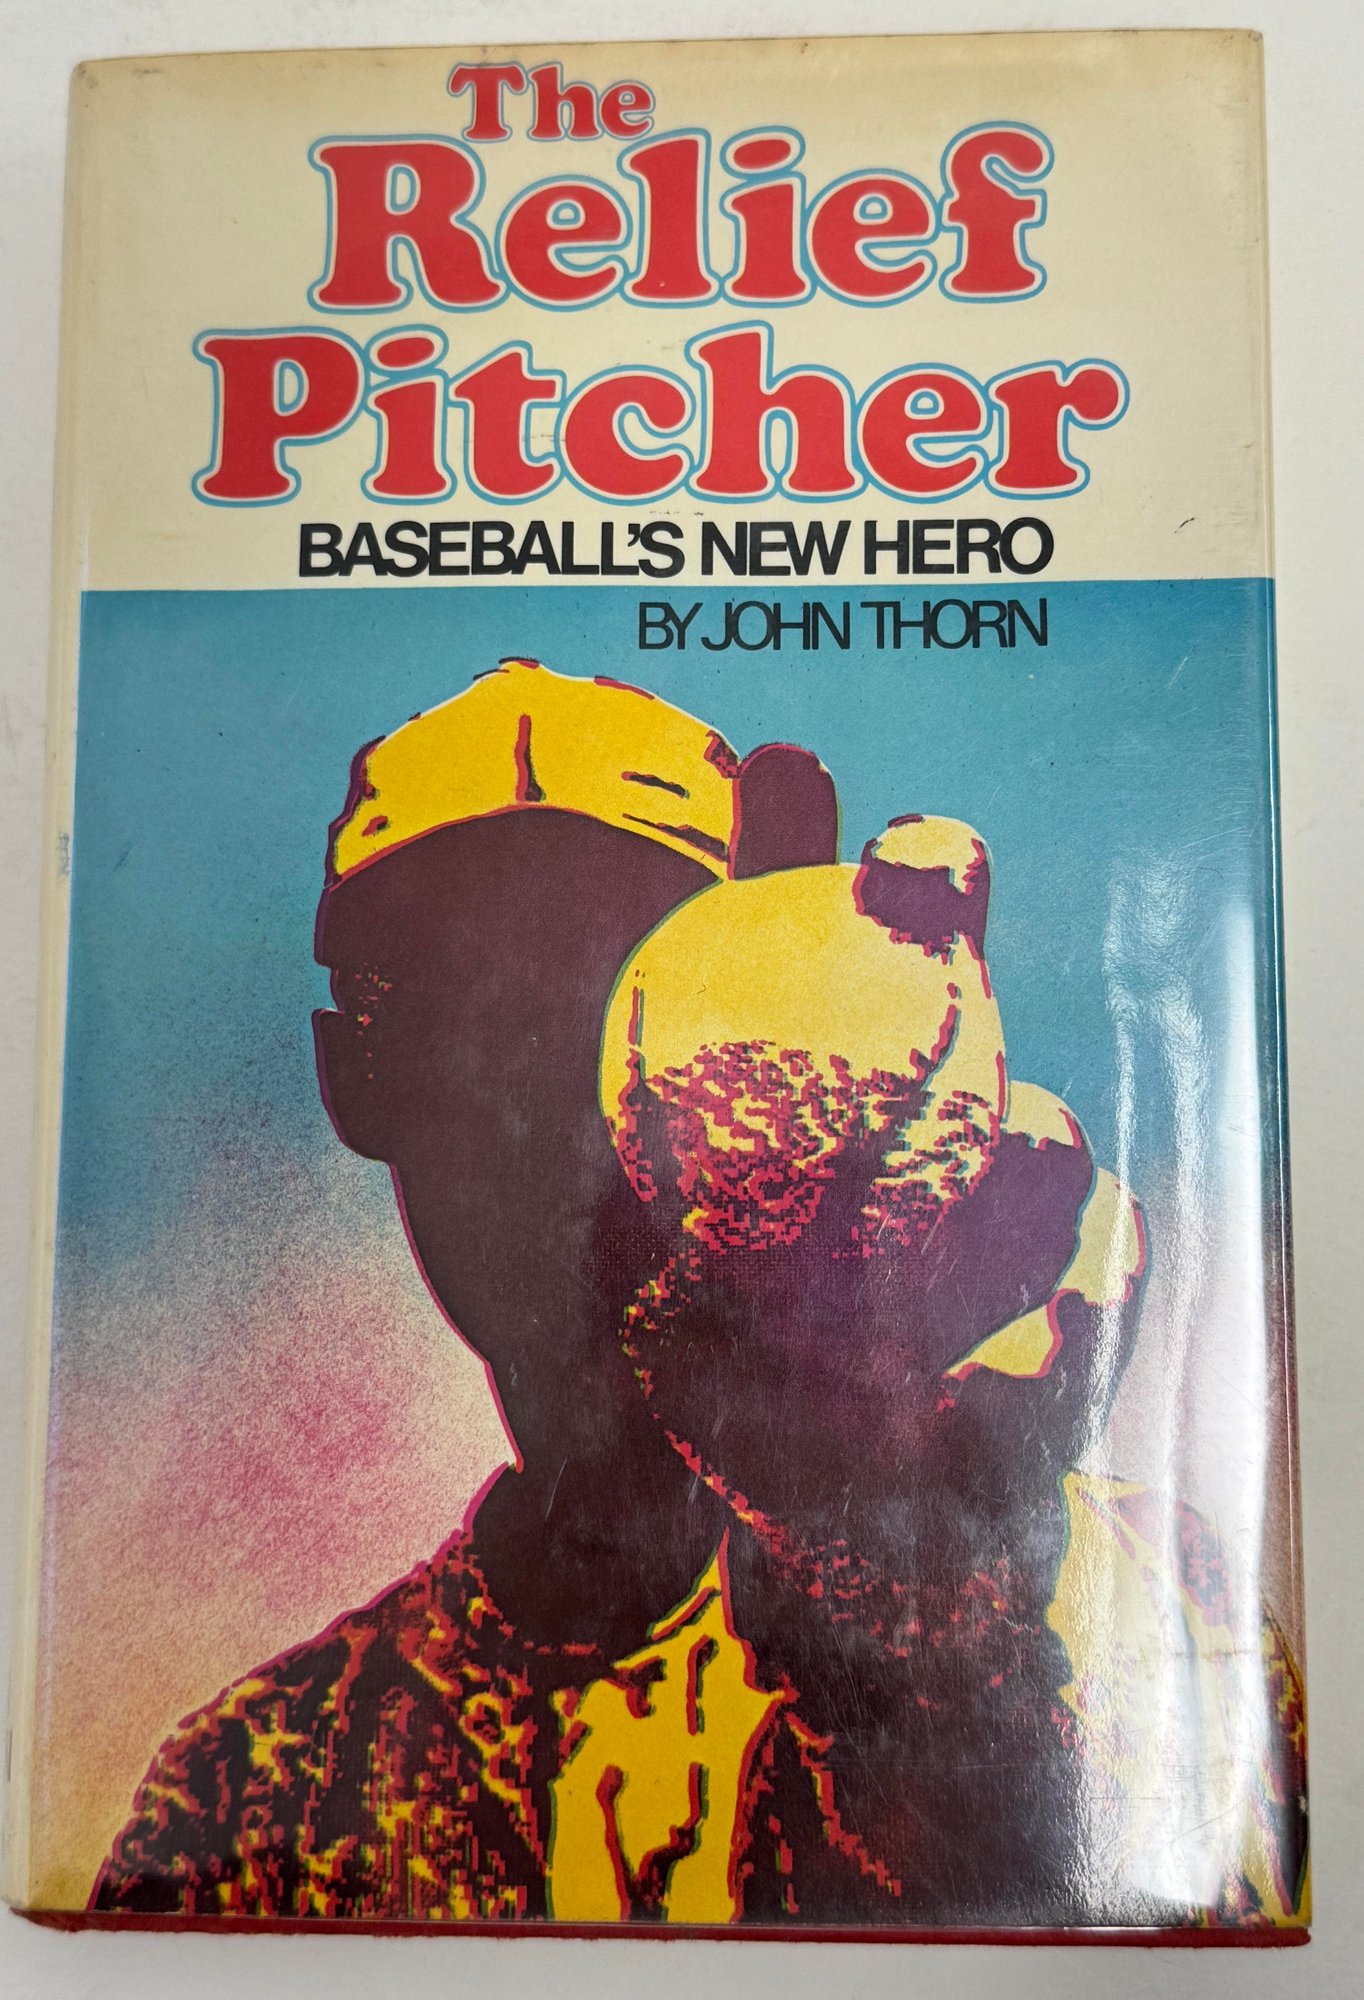 The
Relief
Pitcher
BASEBALL'S NEW HERO
BY JOHN THORN